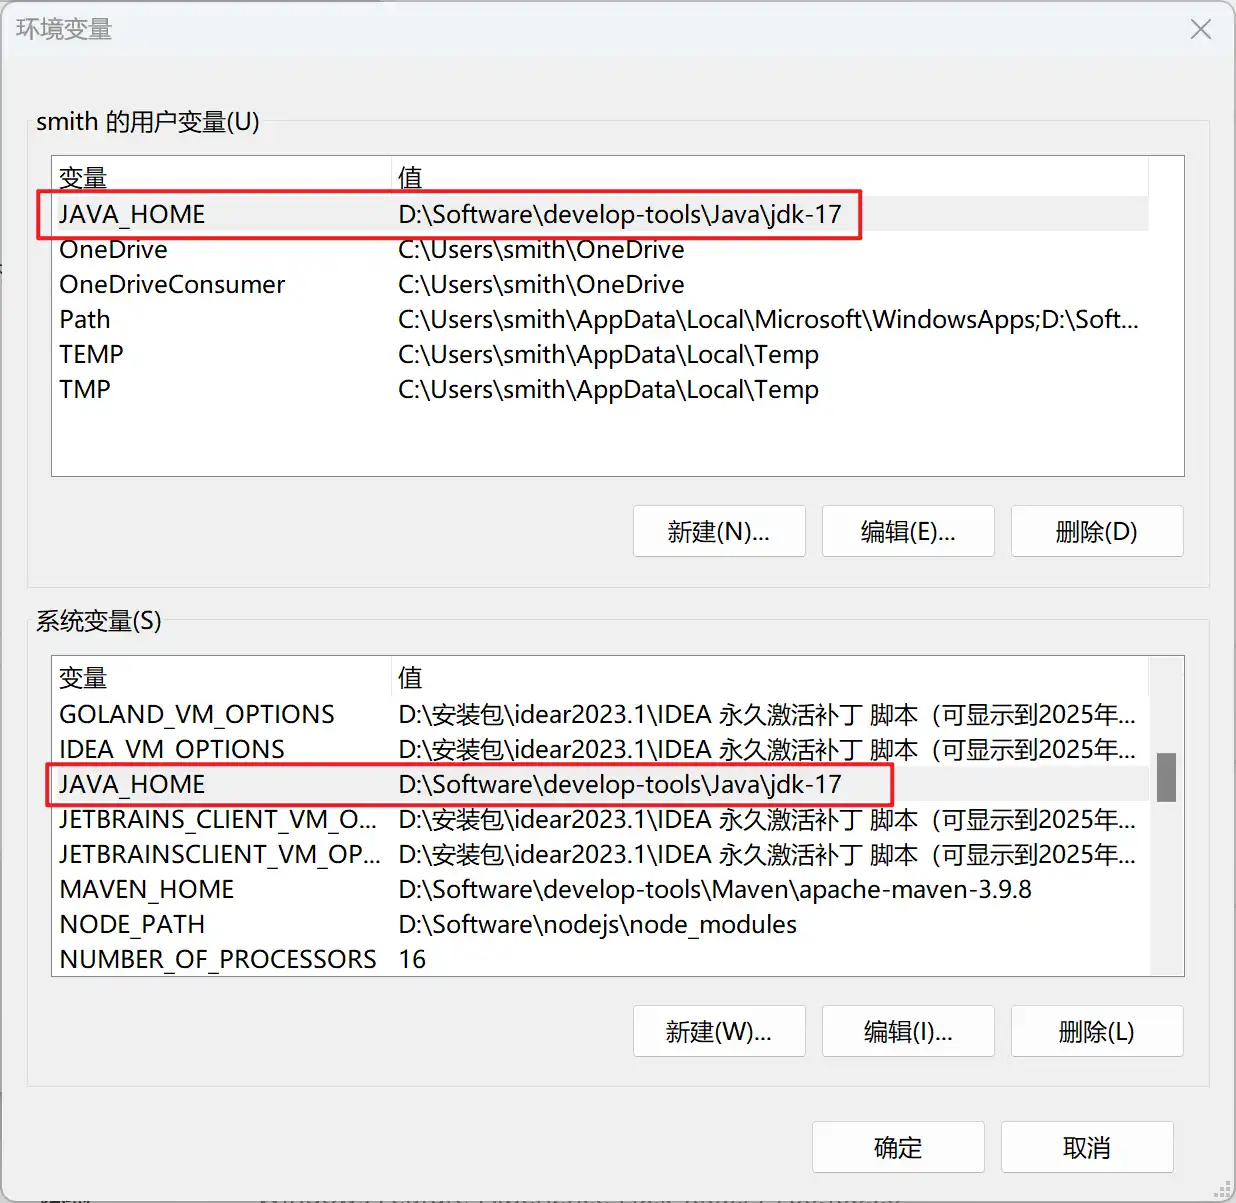 环境变量
smith 的用户变量(U)
变量 值
JAVA_HOME D:\Software\develop-tools\Java\jdk-17
OneDrive C:\Users\smith\OneDrive
OneDriveConsumer C:\Users\smith\OneDrive
Path C:\Users\smith\AppData\Local\Microsoft\WindowsApps;D:\Soft...
TEMP C:\Users\smith\AppData\Local\Temp
TMP C:\Users\smith\AppData\Local\Temp
新建(N)... 编辑(E)... 删除(D)
系统变量(S)
变量 值
GOLAND_VM_OPTIONS D:\安装包\idear2023.1\IDEA 永久激活补丁 脚本（可显示到2025年...
IDEA_VM_OPTIONS D:\安装包\idear2023.1\IDEA 永久激活补丁 脚本（可显示到2025年...
JAVA_HOME D:\Software\develop-tools\Java\jdk-17
JETBRAINS_CLIENT_VM_O... D:\安装包\idear2023.1\IDEA 永久激活补丁 脚本（可显示到2025年...
JETBRAINSCLIENT_VM_OP... D:\安装包\idear2023.1\IDEA 永久激活补丁 脚本（可显示到2025年...
MAVEN_HOME D:\Software\develop-tools\Maven\apache-maven-3.9.8
NODE_PATH D:\Software\nodejs\node_modules
NUMBER_OF_PROCESSORS 16
新建(W)... 编辑(I)... 删除(L)
确定 取消